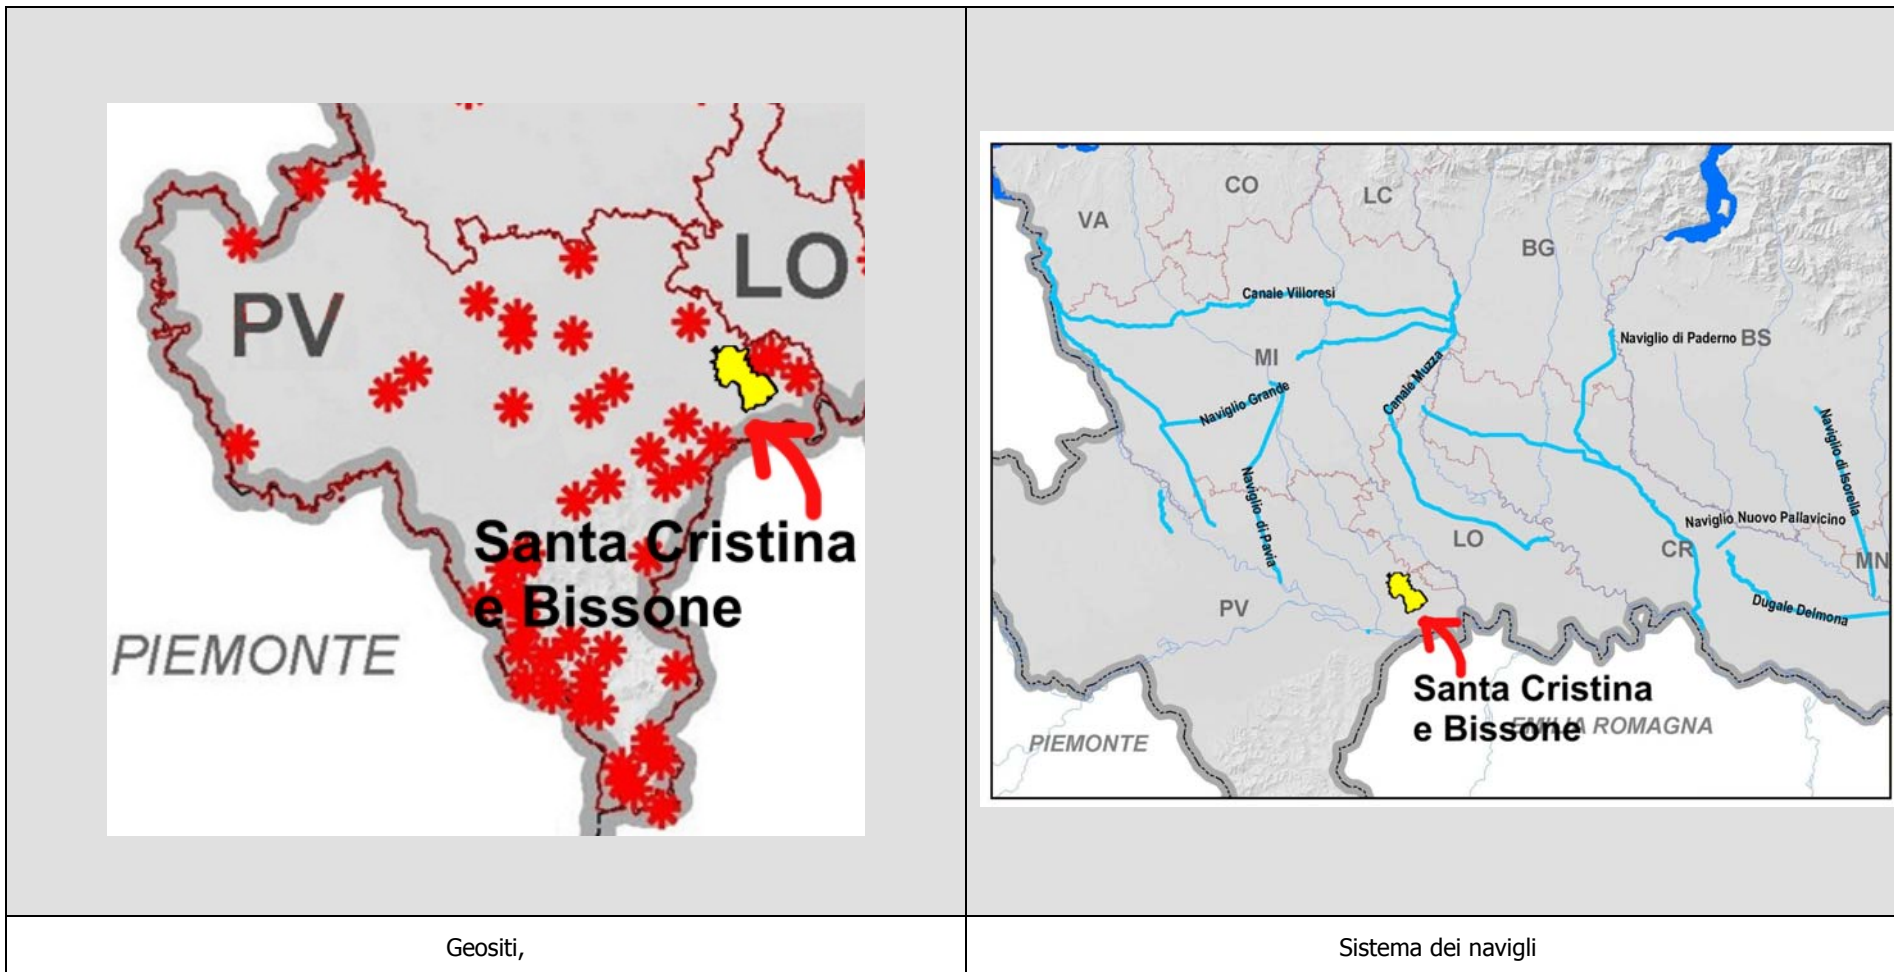 LO
PV
Santa Cristina
e Bissone
PIEMONTE
Geositi,
CO
LC
VA
BG
Canale Villoresi
Naviglio di Paderno
BS
MI
Canale Muzza
Naviglio Grande
Naviglio di Isorella
Naviglio di Pavia
Naviglio Nuovo Pallavicino
LO
CR
MN
PV
Dugale Delmona
Santa Cristina
e Bissone
EMILIA ROMAGNA
PIEMONTE
Sistema dei navigli